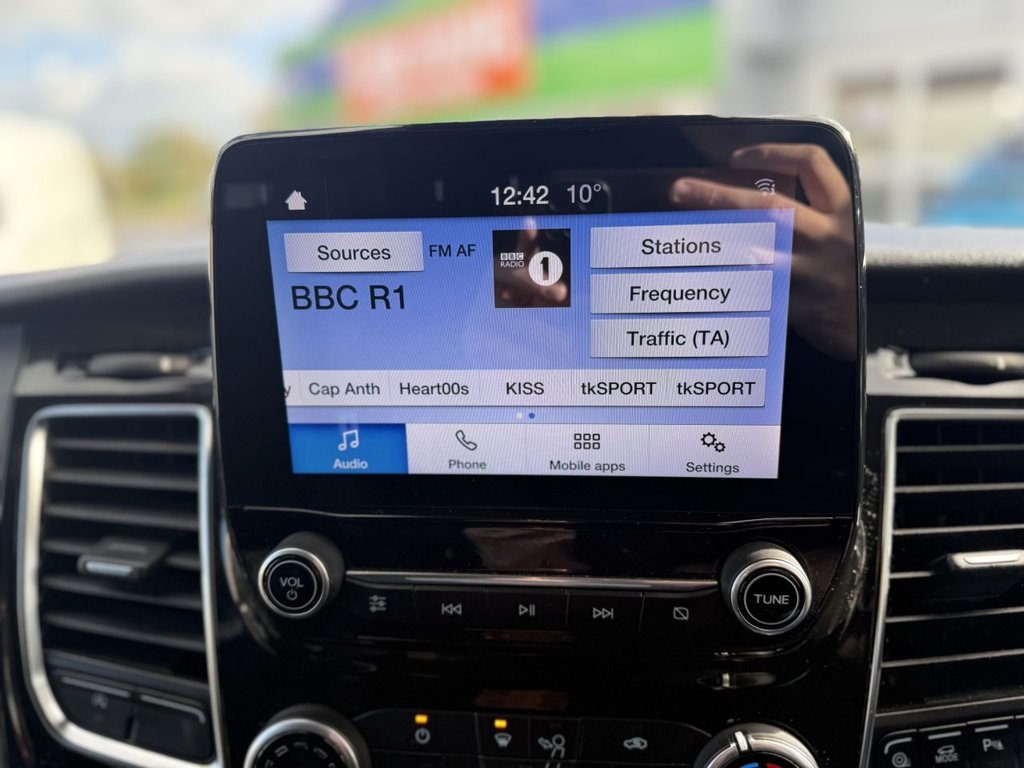 12:42 10°
Sources FM AF BBC RADIO 1 Stations
BBC R1 Frequency
Traffic (TA)
y Cap Anth Heart00s KISS tkSPORT tkSPORT
Audio Phone Mobile apps Settings
VOL TUNE
MODE